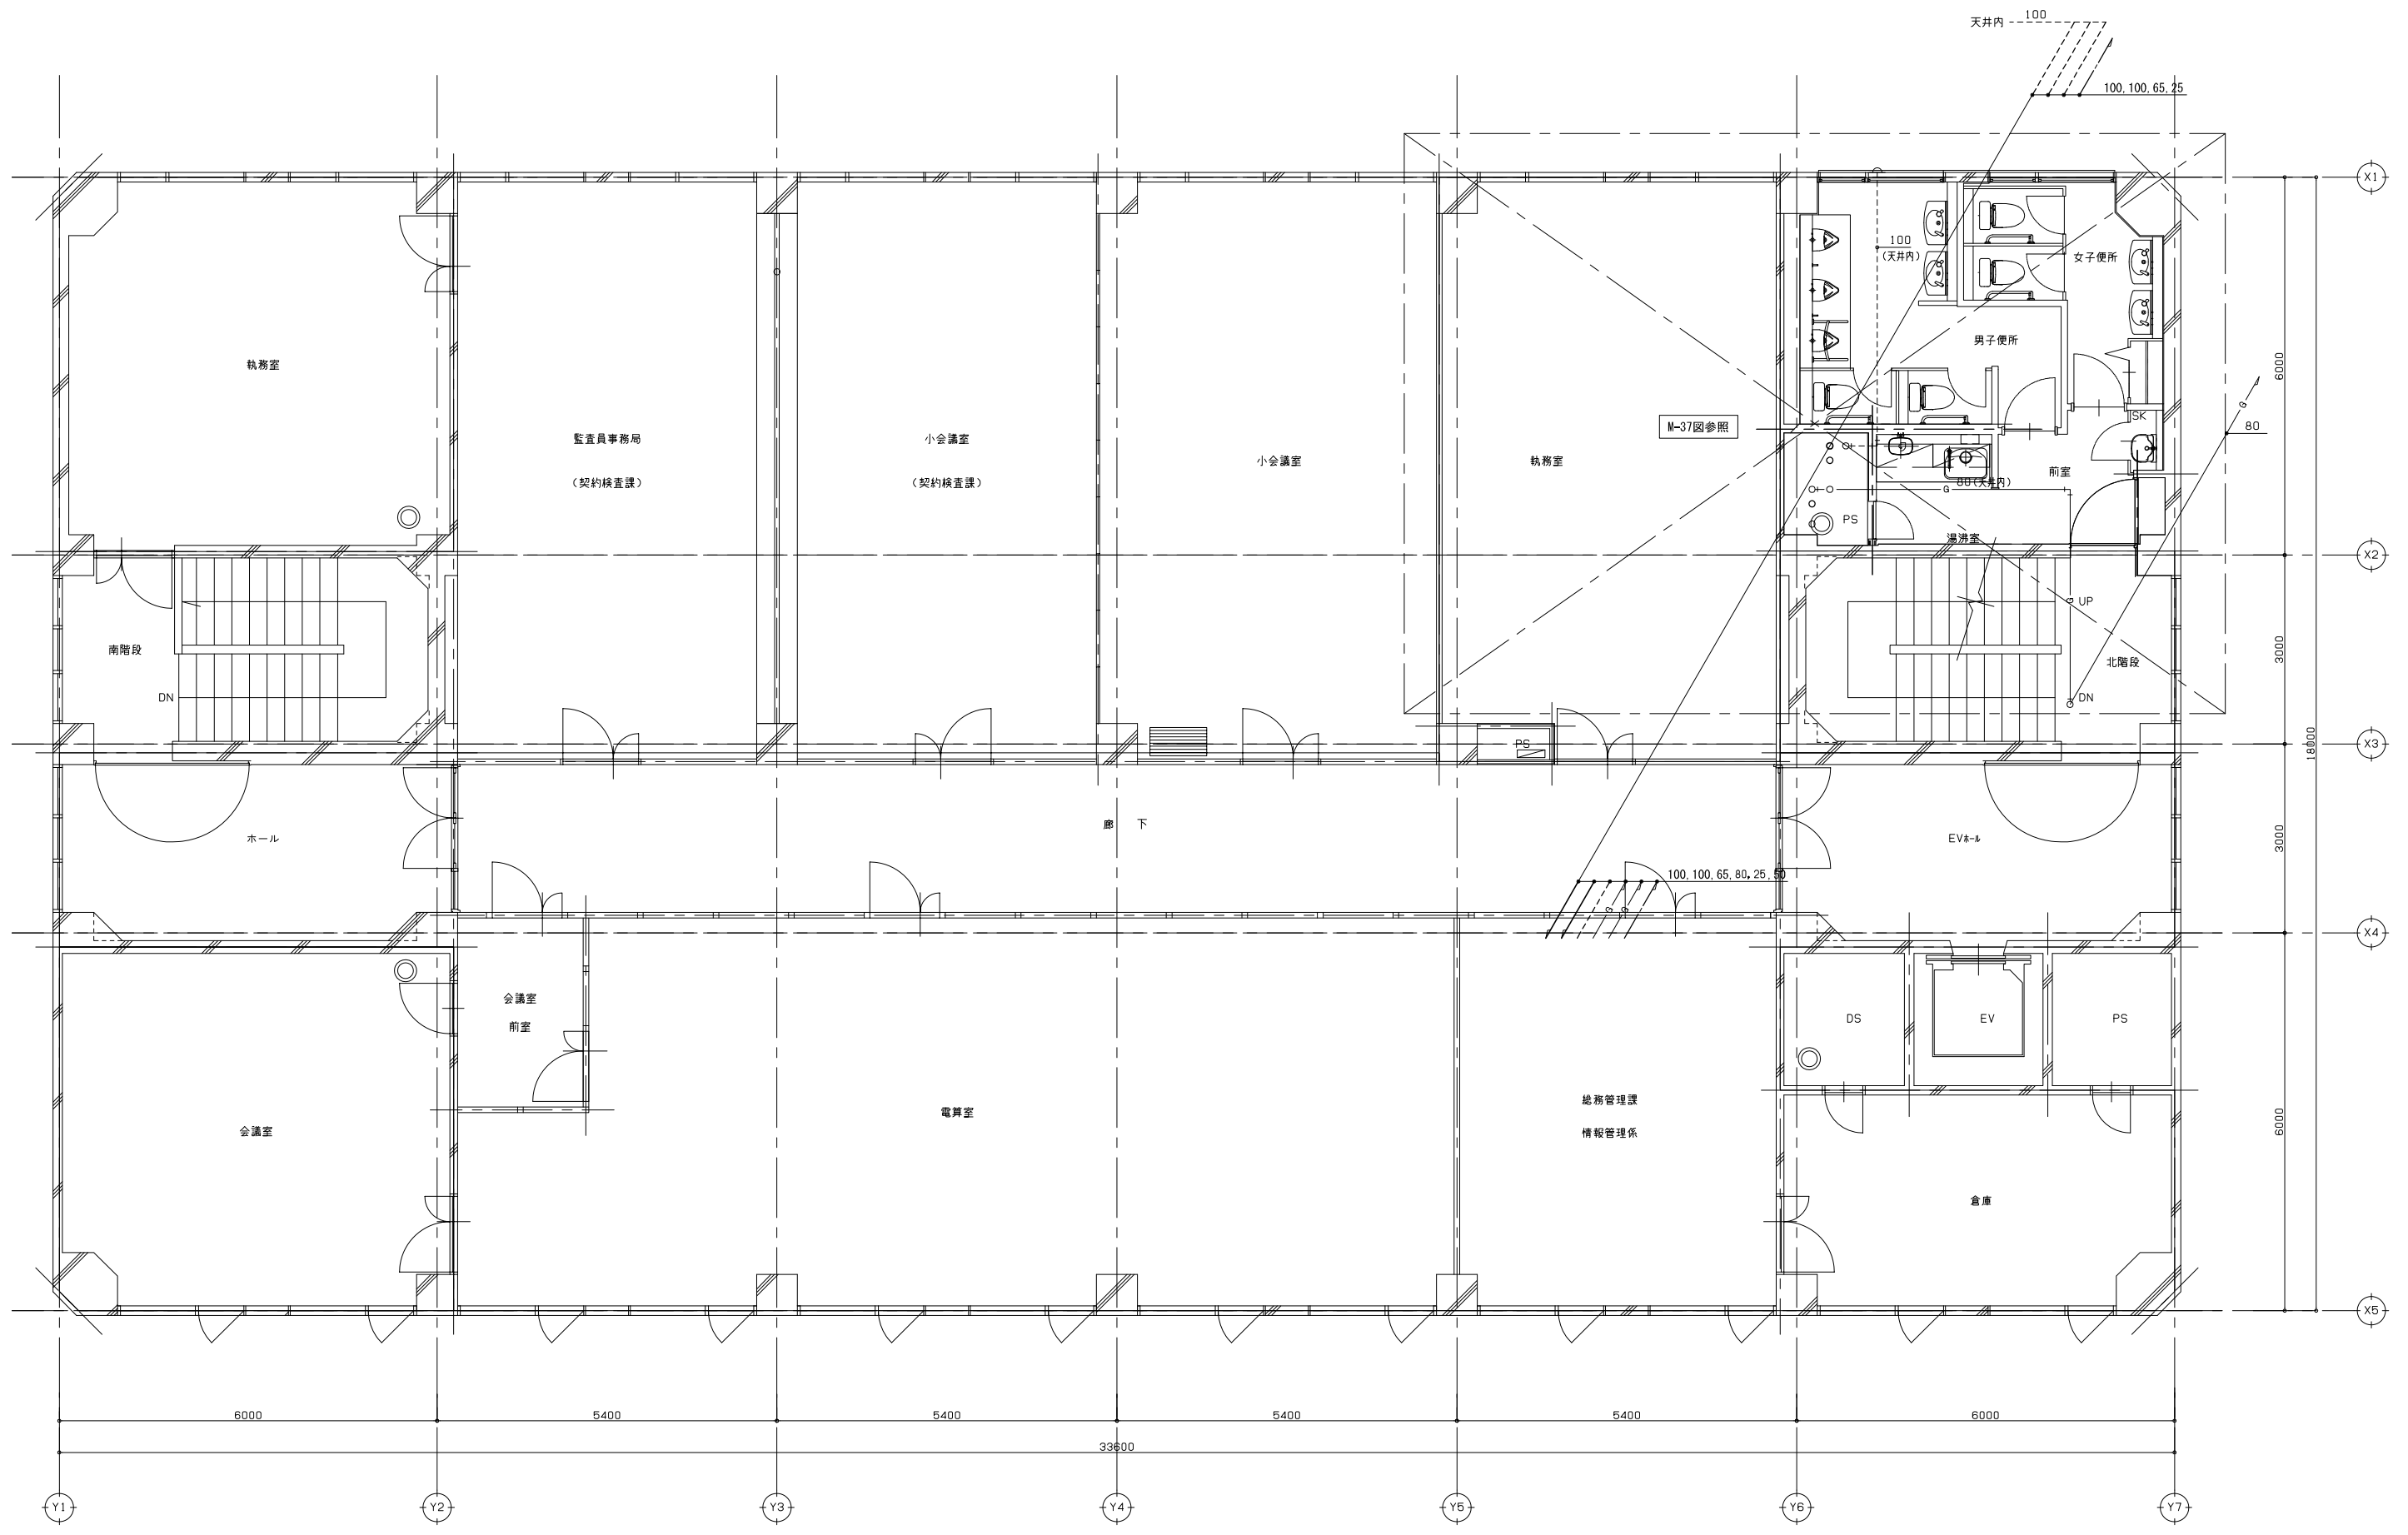 天井内 100
100,100,65,25
X1
100
(天井内)
女子便所
男子便所
6000
執務室
SK
80
G
M-37図参照
監査員事務局
(契約検査課)
小会議室
(契約検査課)
小会議室
執務室
前室
G 80(天井内)
PS
湯沸室
X2
G
UP
南階段
北階段
3000
DN
DN
PS
X3
18000
廊 下
ホール
EVホール
3000
100,100,65,80,25,50
G G
X4
会議室
前室
DS
EV
PS
電算室
総務管理課
情報管理係
会議室
6000
倉庫
X5
6000
5400
5400
5400
5400
6000
33600
Y1
Y2
Y3
Y4
Y5
Y6
Y7